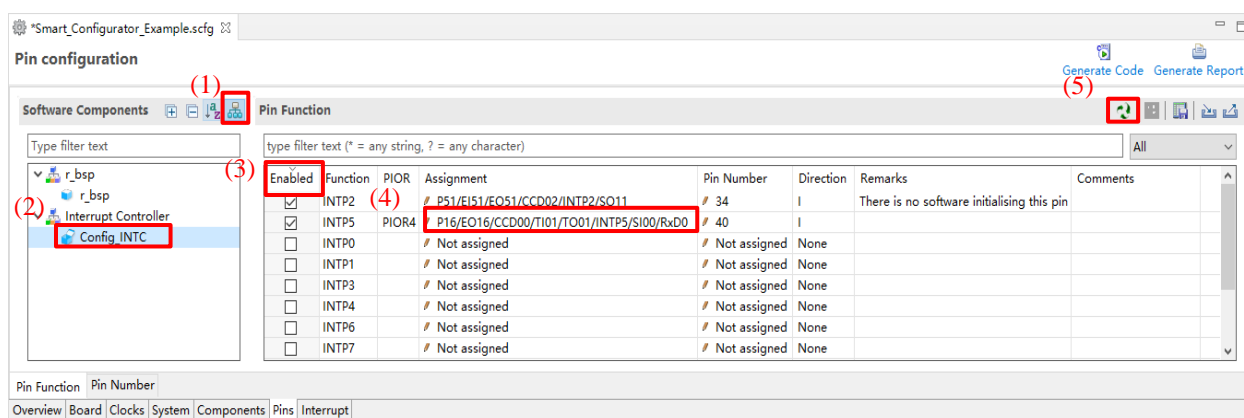 *Smart_Configurator_Example.scfg
Pin configuration
Generate Code Generate Report
(1)
(5)
Software Components
Pin Function
Type filter text
type filter text (* = any string, ? = any character)
All
(3)
Enabled Function PIOR Assignment Pin Number Direction Remarks Comments
r_bsp
r_bsp
(2)
Interrupt Controller
Config_INTC
(4)
INTP2 P51/EI51/EO51/CCD02/INTP2/SO11 34 I There is no software initialising this pin
INTP5 PIOR4 P16/EO16/CCD00/TI01/TO01/INTP5/SI00/RxD0 40 I
INTP0 Not assigned Not assigned None
INTP1 Not assigned Not assigned None
INTP3 Not assigned Not assigned None
INTP4 Not assigned Not assigned None
INTP6 Not assigned Not assigned None
INTP7 Not assigned Not assigned None
Pin Function Pin Number
Overview Board Clocks System Components Pins Interrupt